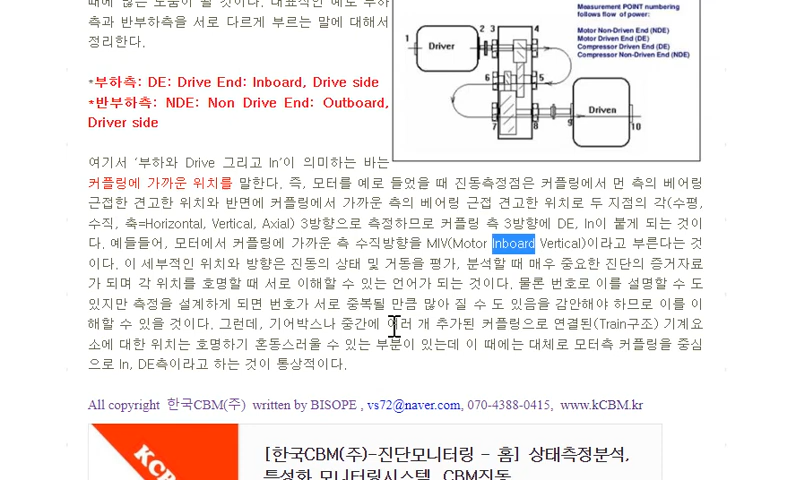 때에 많은 도움이 될 것이다. 대표적인 예로 부하
측과 반부하측을 서로 다르게 부르는 말에 대해서
정리한다.
*부하측: DE: Drive End: Inboard, Drive side
*반부하측: NDE: Non Drive End: Outboard,
Driver side
Measurement POINT numbering
follows flow of power:
Motor Non-Driven End (NDE)
Motor Driven End (DE)
Compressor Driven End (DE)
Compressor Non-Driven End (NDE)
1
Driver
2
3
4
6
5
7
8
9
Driven
10
여기서 '부하와 Drive 그리고 In'이 의미하는 바는
커플링에 가까운 위치를 말한다. 즉, 모터를 예로 들었을 때 진동측정점은 커플링에서 먼 측의 베어링
근접한 견고한 위치와 반면에 커플링에서 가까운 측의 베어링 근접 견고한 위치로 두 지점의 각(수평,
수직, 축=Horizontal, Vertical, Axial) 3방향으로 측정하므로 커플링 측 3방향에 DE, In이 붙게 되는 것이
다. 예들들어, 모터에서 커플링에 가까운 측 수직방향을 MIV(Motor Inboard Vertical)이라고 부른다는 것
이다. 이 세부적인 위치와 방향은 진동의 상태 및 거동을 평가, 분석할 때 매우 중요한 진단의 증거자료
가 되며 각 위치를 호명할 때 서로 이해할 수 있는 언어가 되는 것이다. 물론 번호로 이를 설명할 수 도
있지만 측정을 설계하게 되면 번호가 서로 중복될 만큼 많아 질 수 도 있음을 감안해야 하므로 이를 이
해할 수 있을 것이다. 그런데, 기어박스나 중간에 여러 개 추가된 커플링으로 연결된(Train구조) 기계요
소에 대한 위치는 호명하기 혼동스러울 수 있는 부분이 있는데 이 때에는 대체로 모터측 커플링을 중심
으로 In, DE측이라고 하는 것이 통상적이다.
All copyright 한국CBM(주) written by BISOPE , vs72@naver.com, 070-4388-0415, www.kCBM.kr
KCB
[한국CBM(주)-진단모니터링 - 홈] 상태측정분석,
특성화 모니터링시스템, CBM진동